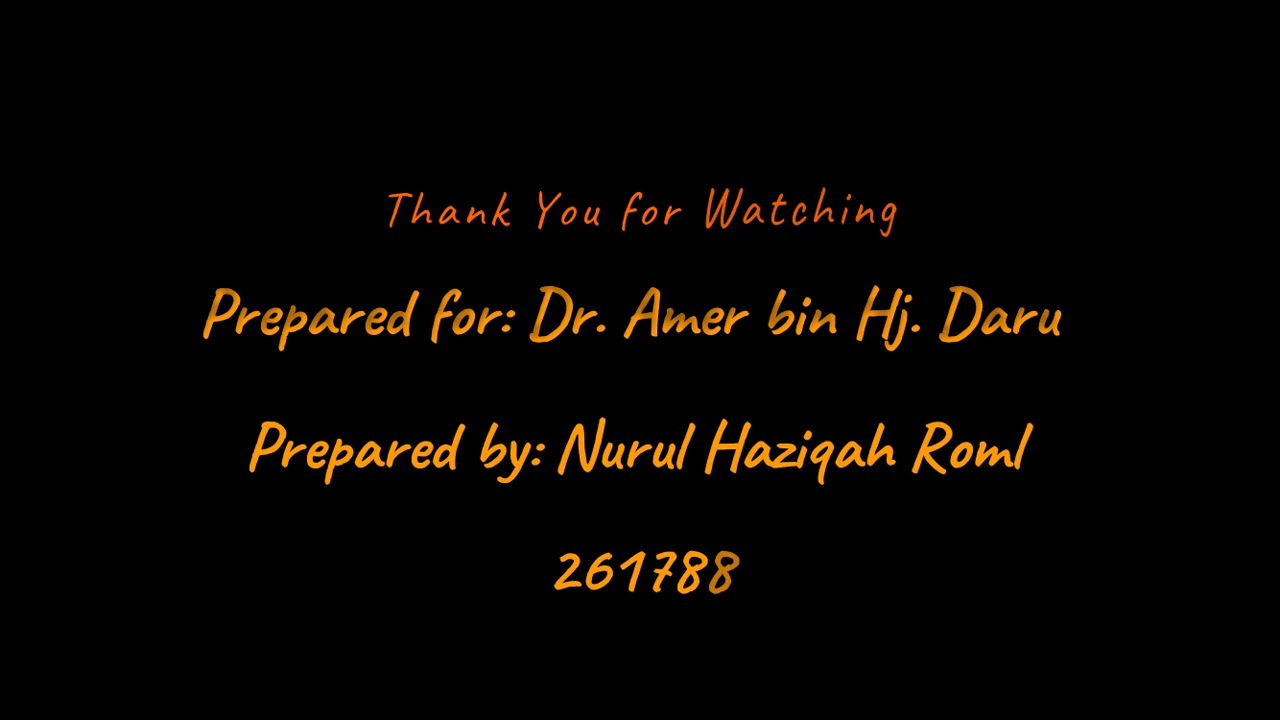 Thank You for Watching
Prepared for: Dr. Amer bin Hj. Daru
Prepared by: Nurul Haziqah Roml
261788